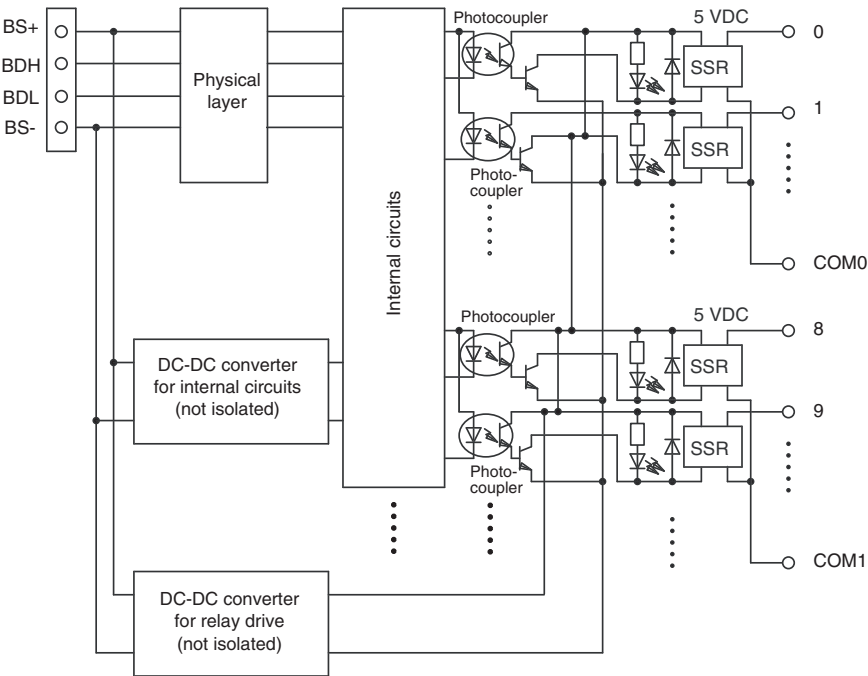 BS+
BDH
BDL
BS-
Physical
layer
Internal circuits
Photocoupler
5 VDC
SSR
0
SSR
1
Photo-
coupler
COM0
Photocoupler
5 VDC
SSR
8
SSR
9
Photo-
coupler
COM1
DC-DC converter
for internal circuits
(not isolated)
DC-DC converter
for relay drive
(not isolated)